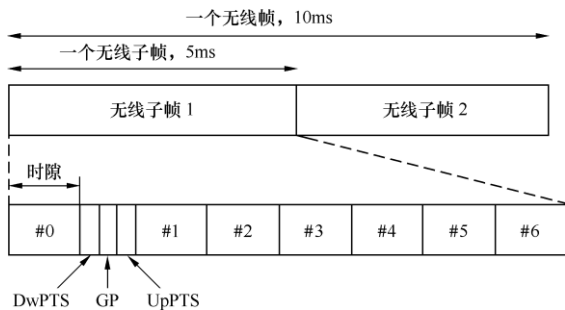 一个无线帧，10ms
一个无线子帧，5ms
无线子帧 1 无线子帧 2
时隙
#0 #1 #2 #3 #4 #5 #6
DwPTS GP UpPTS